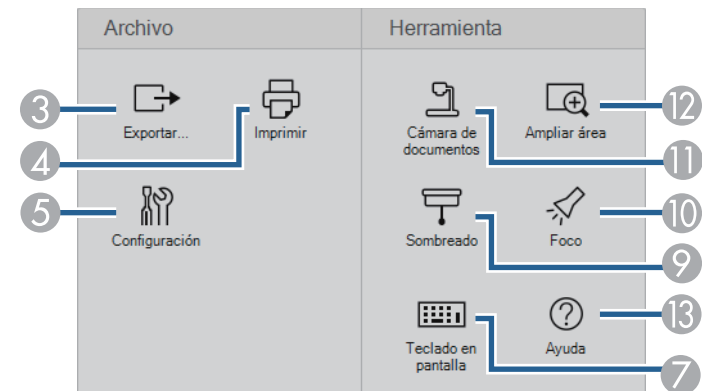 Archivo
Herramienta
3
Exportar...
4
Imprimir
5
Configuración
Cámara de
documentos
11
Ampliar área
12
Sombreado
9
Foco
10
Teclado en
pantalla
7
Ayuda
13